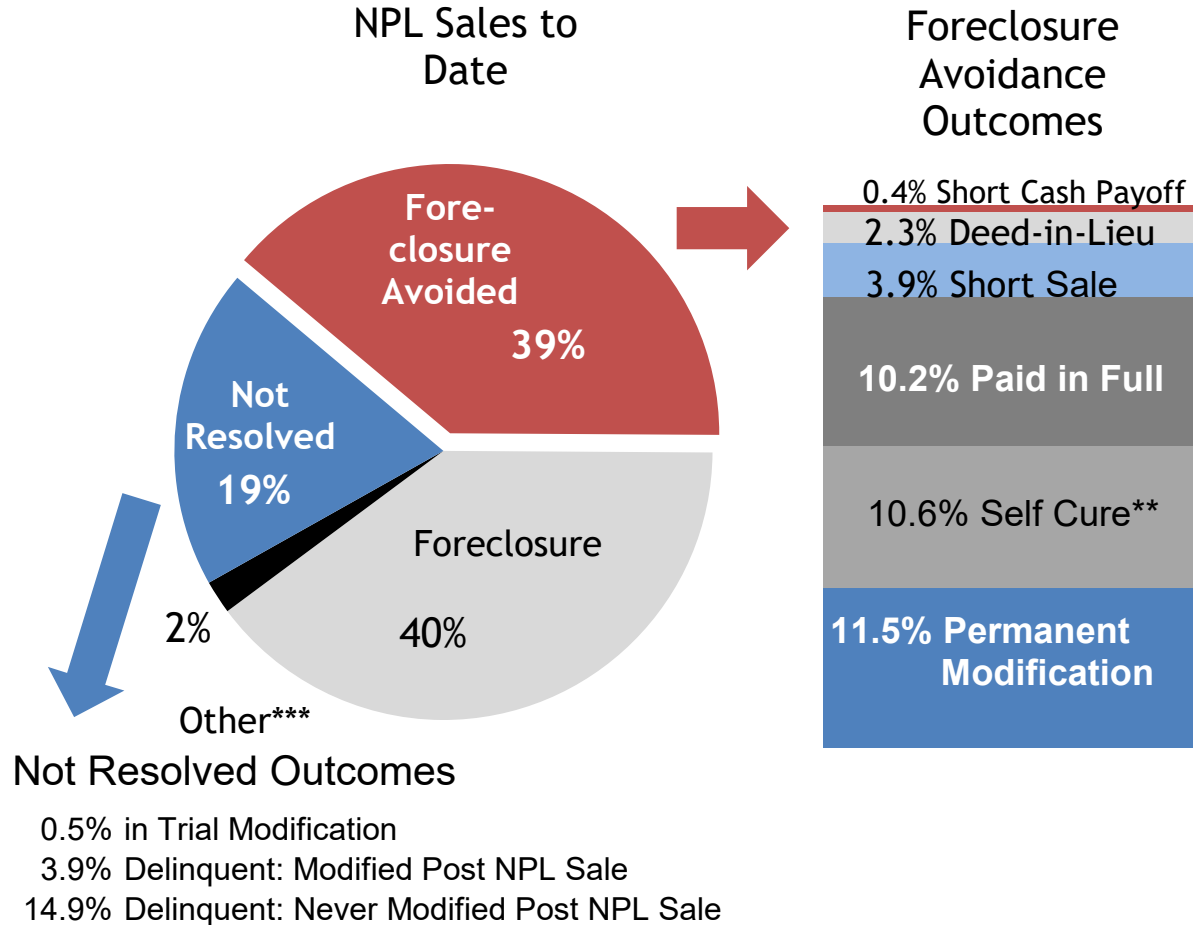 NPL Sales to
Date
Foreclosure
Avoidance
Outcomes
Fore-
closure
Avoided
39%
Not
Resolved
19%
Foreclosure
40%
2%
Other***
0.4% Short Cash Payoff
2.3% Deed-in-Lieu
3.9% Short Sale
10.2% Paid in Full
10.6% Self Cure**
11.5% Permanent
Modification
Not Resolved Outcomes
0.5% in Trial Modification
3.9% Delinquent: Modified Post NPL Sale
14.9% Delinquent: Never Modified Post NPL Sale